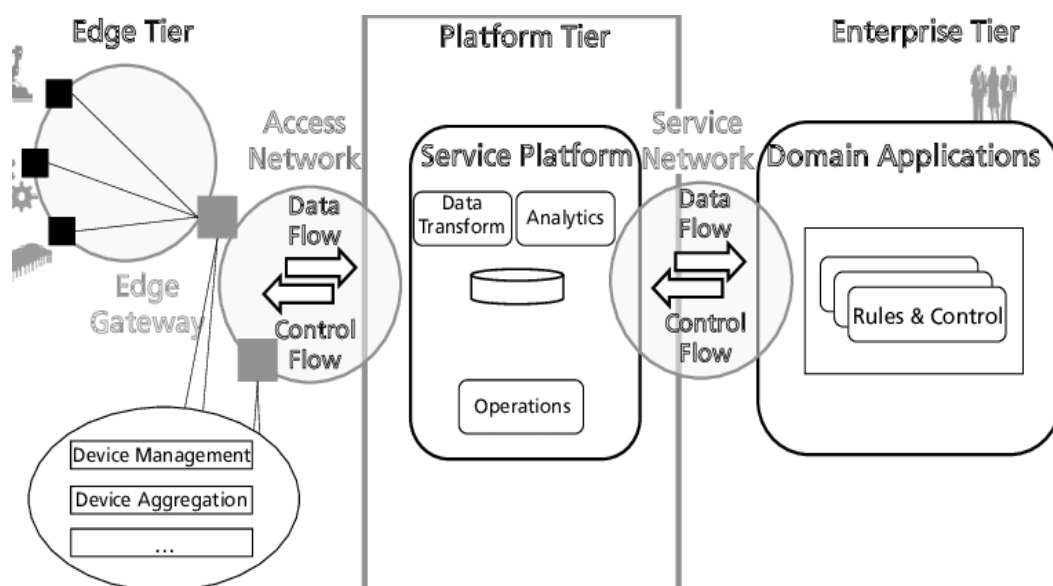 Edge Tier
Platform Tier
Enterprise Tier
Access
Network
Service
Network
Service Platform
Domain Applications
Data
Transform
Analytics
Data
Flow
Data
Flow
Edge
Gateway
Control
Flow
Control
Flow
Rules & Control
Operations
Device Management
Device Aggregation
...